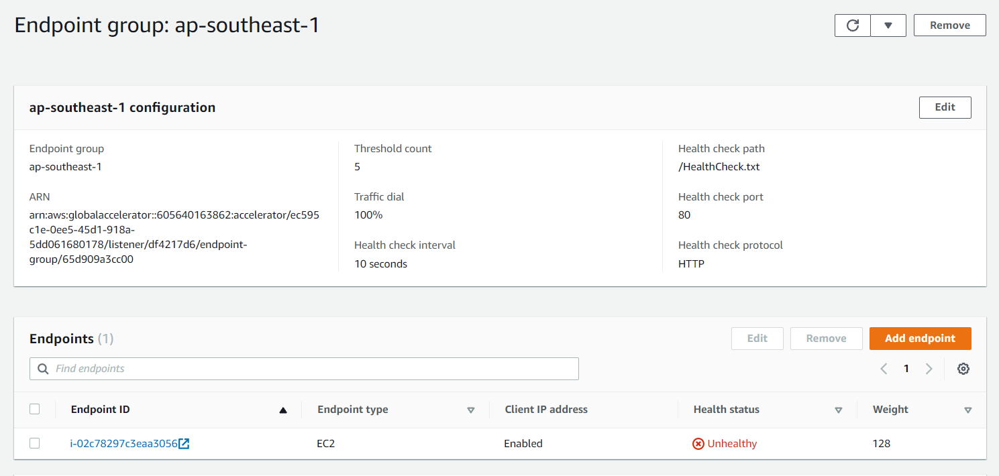 Endpoint group: ap-southeast-1
Remove
ap-southeast-1 configuration
Edit
Endpoint group
ap-southeast-1
ARN
arn:aws:globalaccelerator::605640163862:accelerator/ec595
c1e-0ee5-45d1-918a-
5dd061680178/listener/df4217d6/endpoint-
group/65d909a3cc00
Threshold count
5
Traffic dial
100%
Health check interval
10 seconds
Health check path
/HealthCheck.txt
Health check port
80
Health check protocol
HTTP
Endpoints (1)
Edit
Remove
Add endpoint
Find endpoints
1
Endpoint ID
Endpoint type
Client IP address
Health status
Weight
i-02c78297c3eaa3056
EC2
Enabled
Unhealthy
128